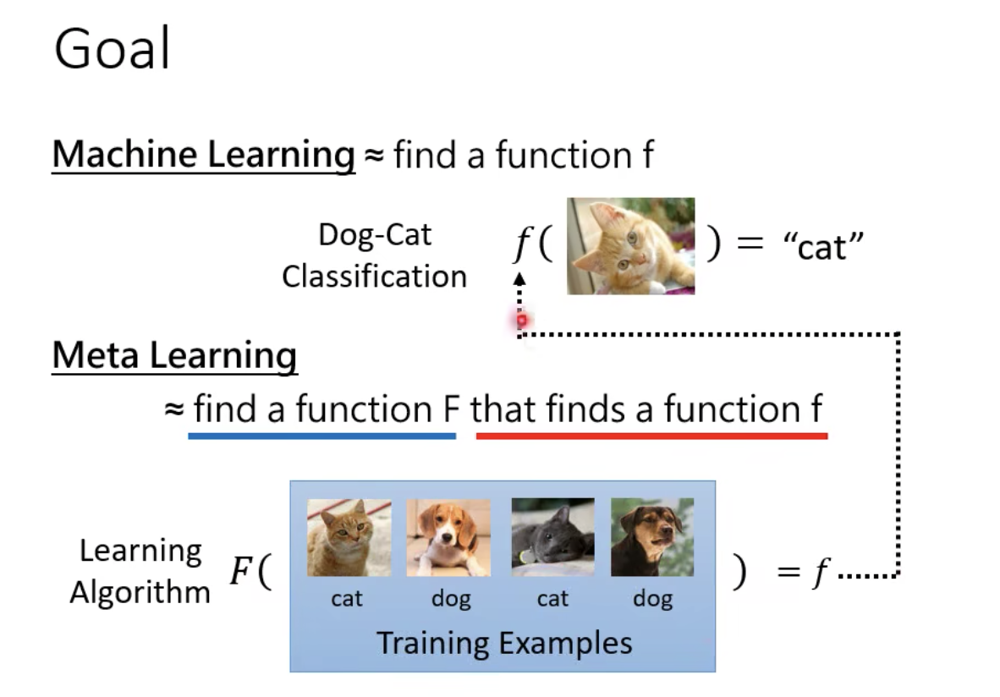 Goal
Machine Learning ≈ find a function f
Dog-Cat
Classification
f( ) = “cat”
Meta Learning
≈ find a function F that finds a function f
Learning
Algorithm
F( ) = f
cat dog cat dog
Training Examples